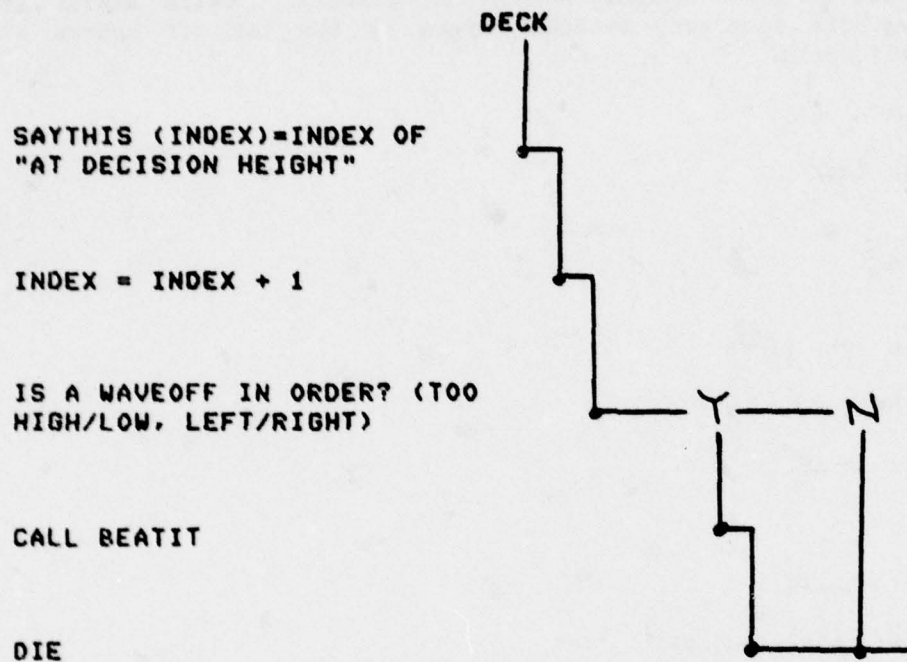 DECK
SAYTHIS (INDEX)=INDEX OF
"AT DECISION HEIGHT"
INDEX = INDEX + 1
IS A WAVEOFF IN ORDER? (TOO
HIGH/LOW, LEFT/RIGHT)
Y N
CALL BEATIT
DIE